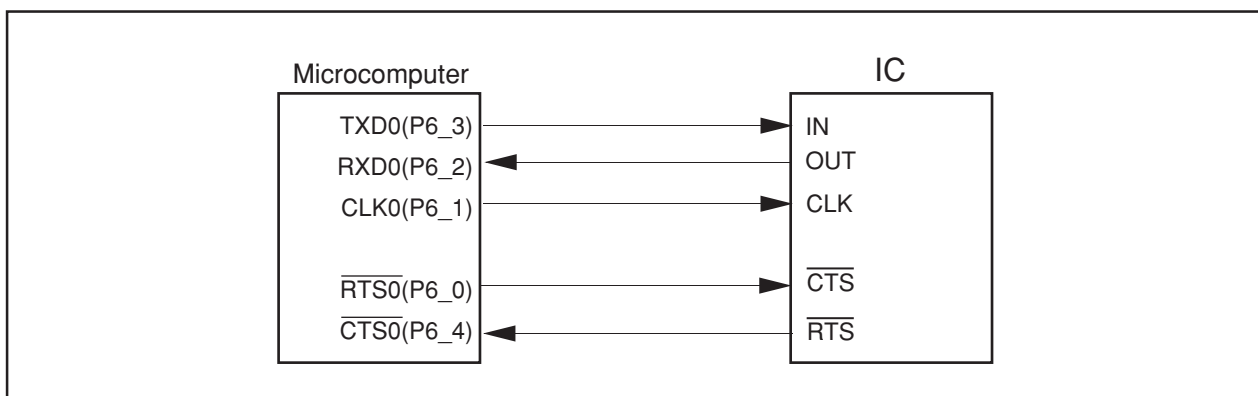 Microcomputer
TXD0(P6_3)
RXD0(P6_2)
CLK0(P6_1)
RTS0(P6_0)
CTS0(P6_4)
IC
IN
OUT
CLK
CTS
RTS